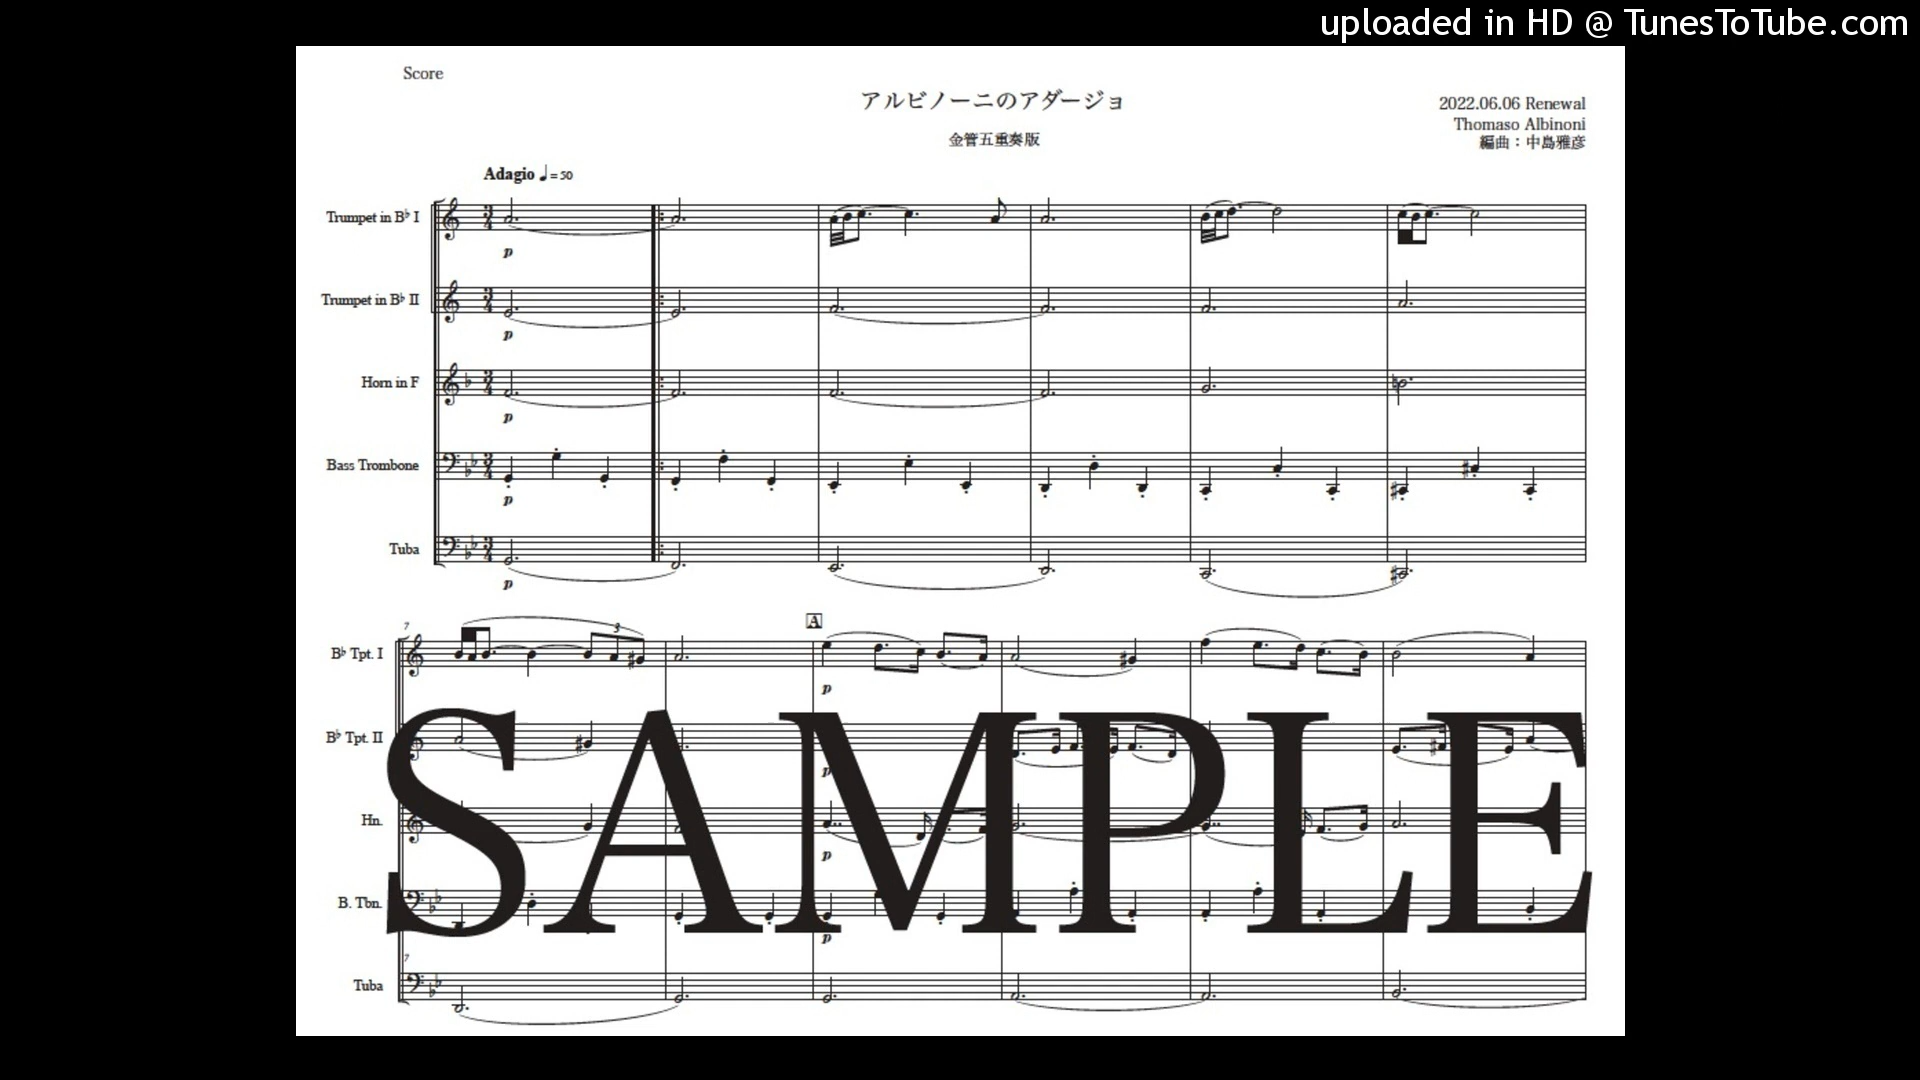 uploaded in HD @ TunesToTube.com
Score
アルビノーニのアダージョ
金管五重奏版
2022.06.06 Renewal
Thomaso Albinoni
編曲：中島雅彦
Adagio ♩= 50
Trumpet in B♭ I
p
Trumpet in B♭ II
p
Horn in F
p
Bass Trombone
p
Tuba
p
7
3
A
B♭ Tpt. I
p
B♭ Tpt. II
p
Hn.
p
B. Tbn.
p
7
Tuba
SAMPLE